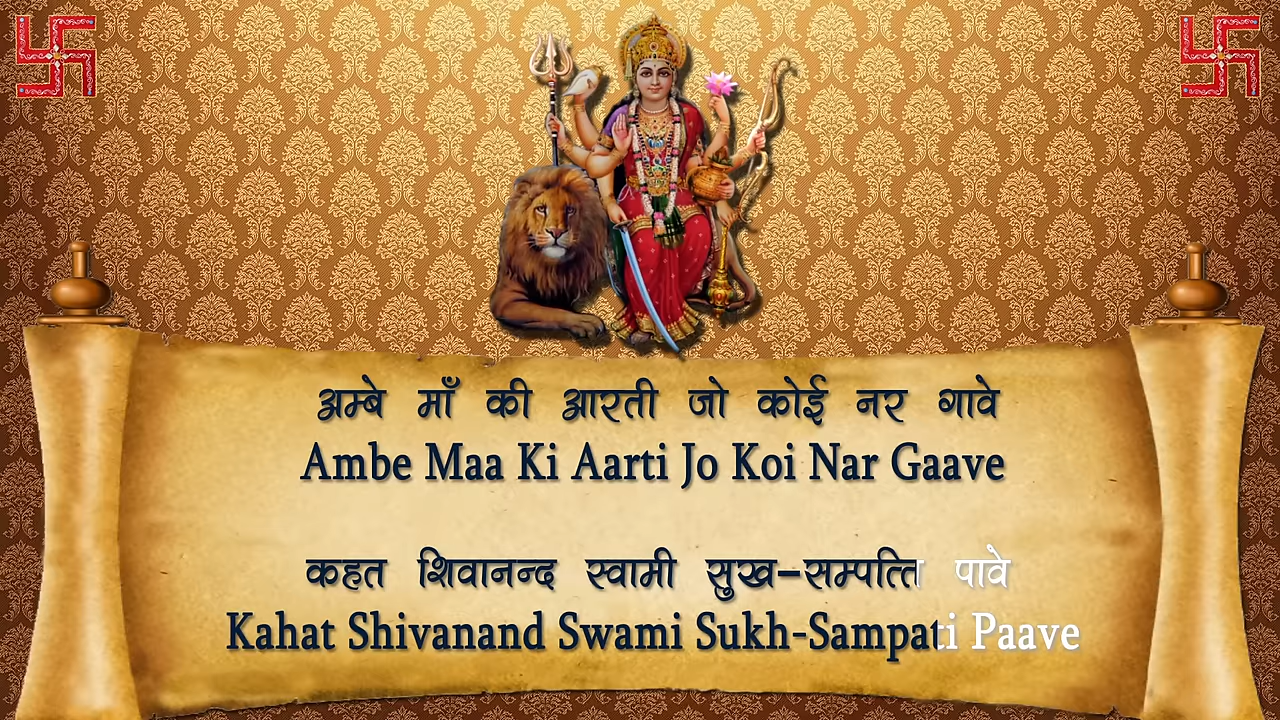 अम्बे माँ की आरती जो कोई नर गावे
Ambe Maa Ki Aarti Jo Koi Nar Gaave
कहत शिवानन्द स्वामी सुख-सम्पत्ति पावे
Kahat Shivanand Swami Sukh-Sampati Paave